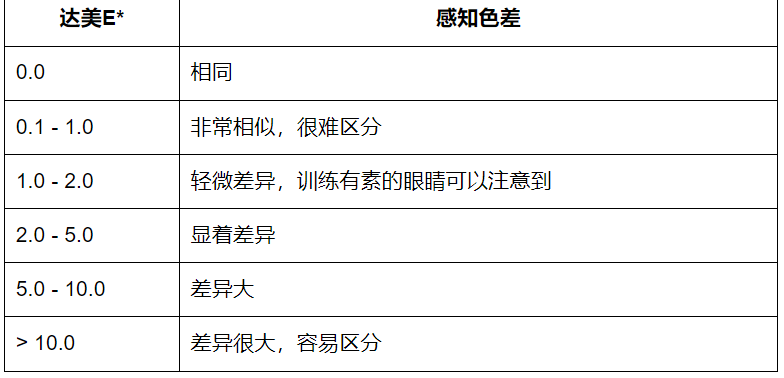 达美E* 感知色差
0.0 相同
0.1 - 1.0 非常相似，很难区分
1.0 - 2.0 轻微差异，训练有素的眼睛可以注意到
2.0 - 5.0 显着差异
5.0 - 10.0 差异大
> 10.0 差异很大，容易区分